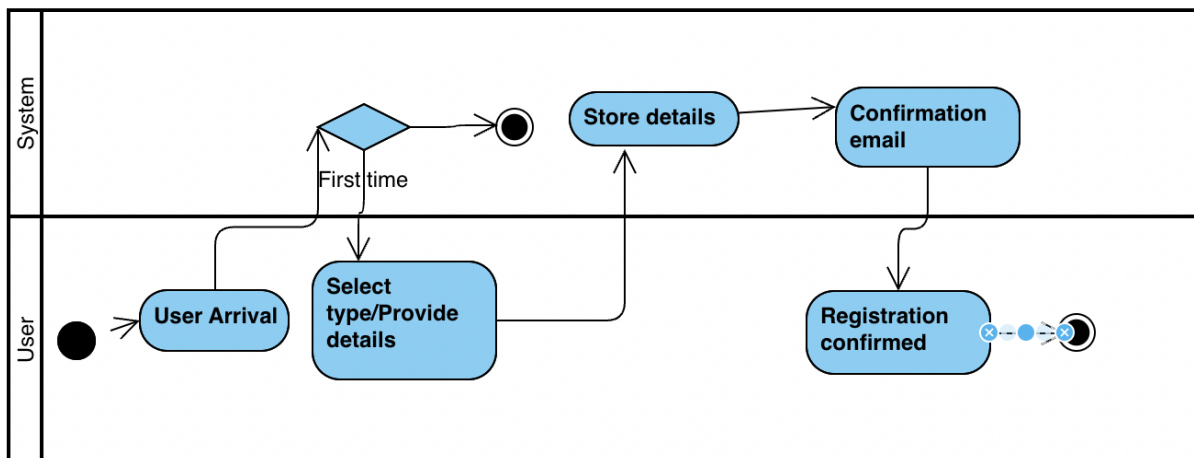 System
First time
Store details
Confirmation
email
User
User Arrival
Select
type/Provide
details
Registration
confirmed